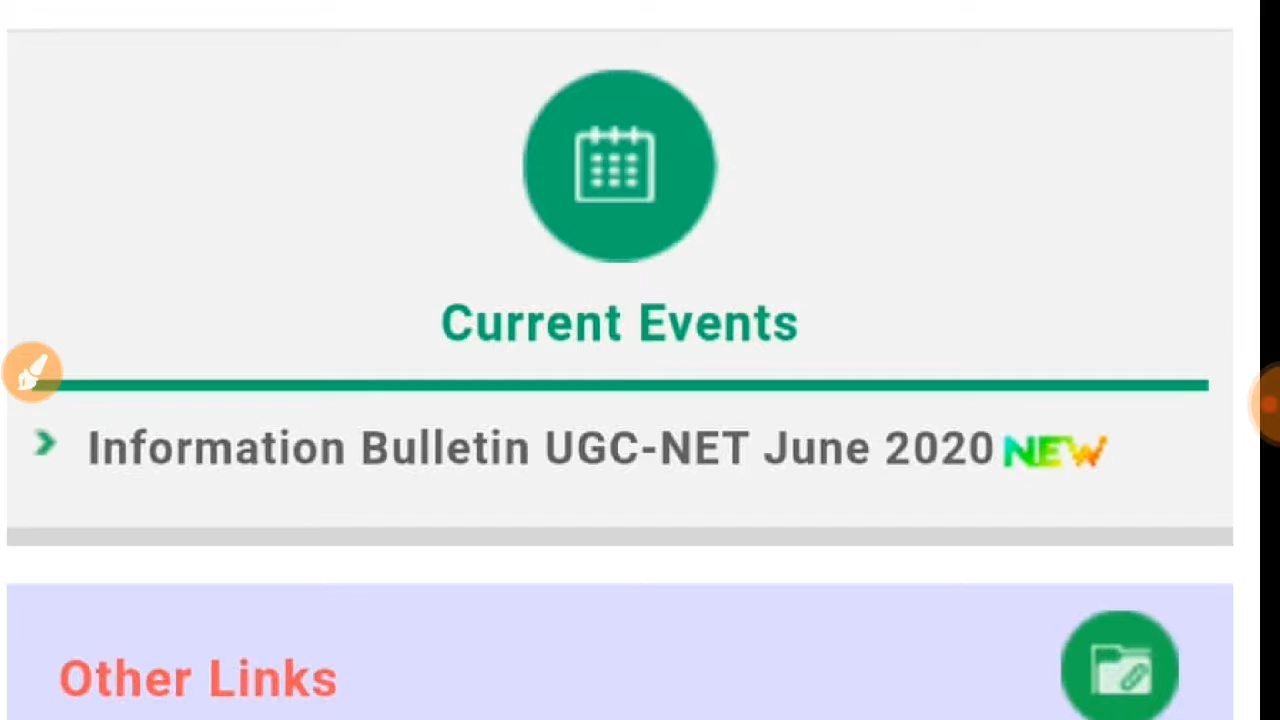 Current Events
Information Bulletin UGC-NET June 2020 NEW
Other Links